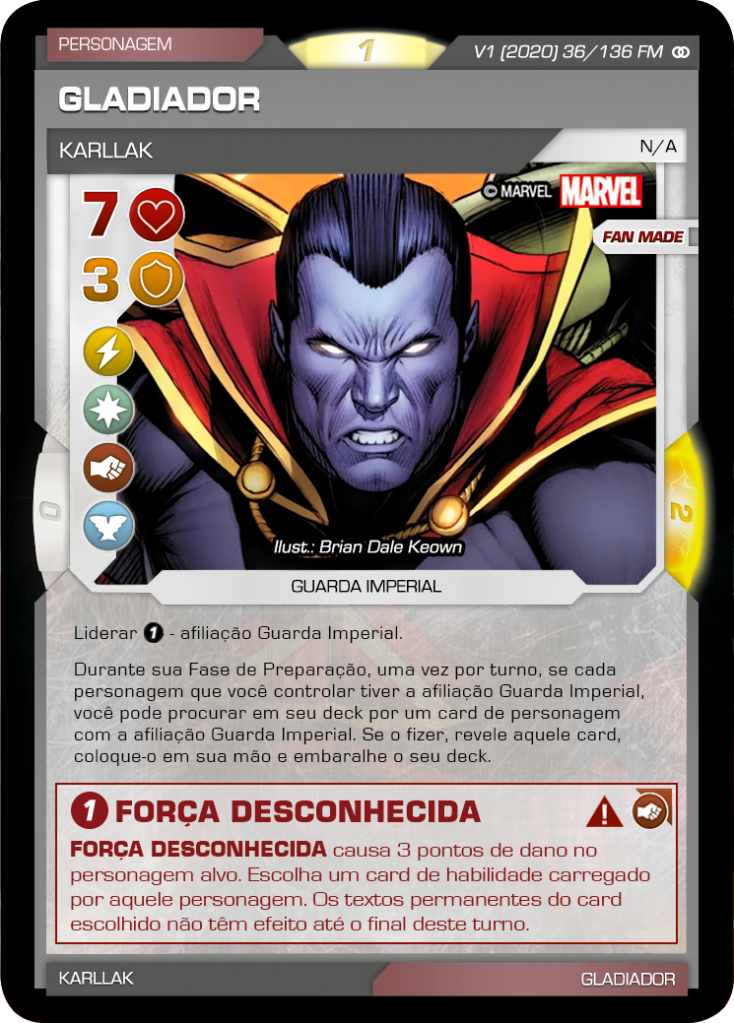 PERSONAGEM
1
V1 (2020) 36/136 FM
GLADIADOR
KARLLAK
N/A
© MARVEL MARVEL
7
FAN MADE
3
0
2
Ilust.: Brian Dale Keown
GUARDA IMPERIAL
Liderar 1 - afiliação Guarda Imperial.
Durante sua Fase de Preparação, uma vez por turno, se cada
personagem que você controlar tiver a afiliação Guarda Imperial,
você pode procurar em seu deck por um card de personagem
com a afiliação Guarda Imperial. Se o fizer, revele aquele card,
coloque-o em sua mão e embaralhe o seu deck.
1 FORÇA DESCONHECIDA
FORÇA DESCONHECIDA causa 3 pontos de dano no
personagem alvo. Escolha um card de habilidade carregado
por aquele personagem. Os textos permanentes do card
escolhido não têm efeito até o final deste turno.
KARLLAK
GLADIADOR